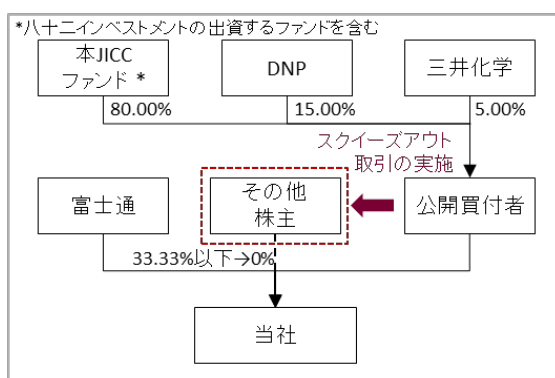 *八十二インベストメントの出資するファンドを含む
本JICC
ファンド *
DNP
三井化学
80.00%
15.00%
5.00%
スクイーズアウト
取引の実施
富士通
その他
株主
公開買付者
33.33%以下→0%
当社